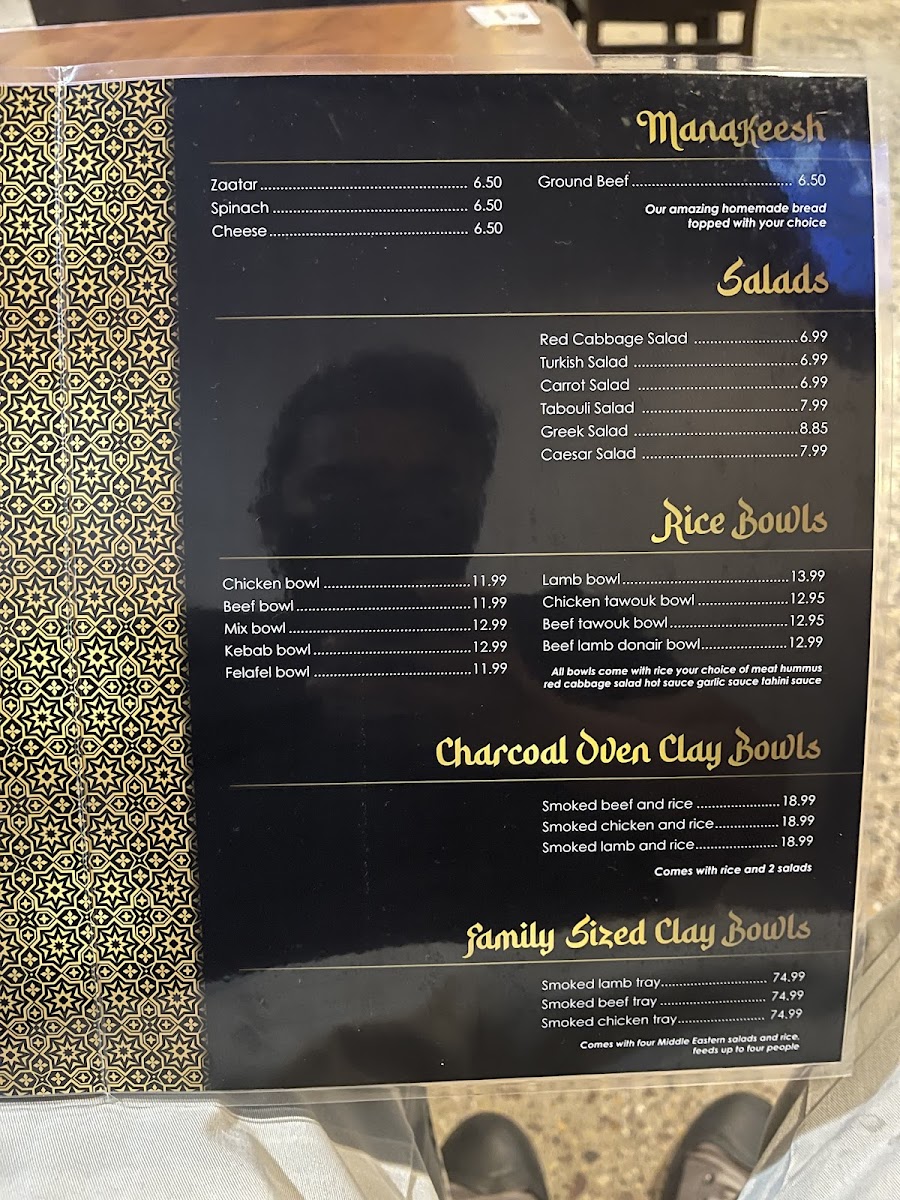 Manakeesh
Zaatar ........ 6.50
Spinach ........ 6.50
Cheese ........ 6.50
Ground Beef ........ 6.50
Our amazing homemade bread
topped with your choice
Salads
Red Cabbage Salad ........ 6.99
Turkish Salad ........ 6.99
Carrot Salad ........ 6.99
Tabouli Salad ........ 7.99
Greek Salad ........ 8.85
Caesar Salad ........ 7.99
Rice Bowls
Chicken bowl ........ 11.99
Beef bowl ........ 11.99
Mix bowl ........ 12.99
Kebab bowl ........ 12.99
Felafel bowl ........ 11.99
Lamb bowl ........ 13.99
Chicken tawouk bowl ........ 12.95
Beef tawouk bowl ........ 12.95
Beef lamb donair bowl ........ 12.99
All bowls come with rice your choice of meat hummus
red cabbage salad hot sauce garlic sauce tahini sauce
Charcoal Oven Clay Bowls
Smoked beef and rice ........ 18.99
Smoked chicken and rice ........ 18.99
Smoked lamb and rice ........ 18.99
Comes with rice and 2 salads
Family Sized Clay Bowls
Smoked lamb tray ........ 74.99
Smoked beef tray ........ 74.99
Smoked chicken tray ........ 74.99
Comes with four Middle Eastern salads and rice,
feeds up to four people